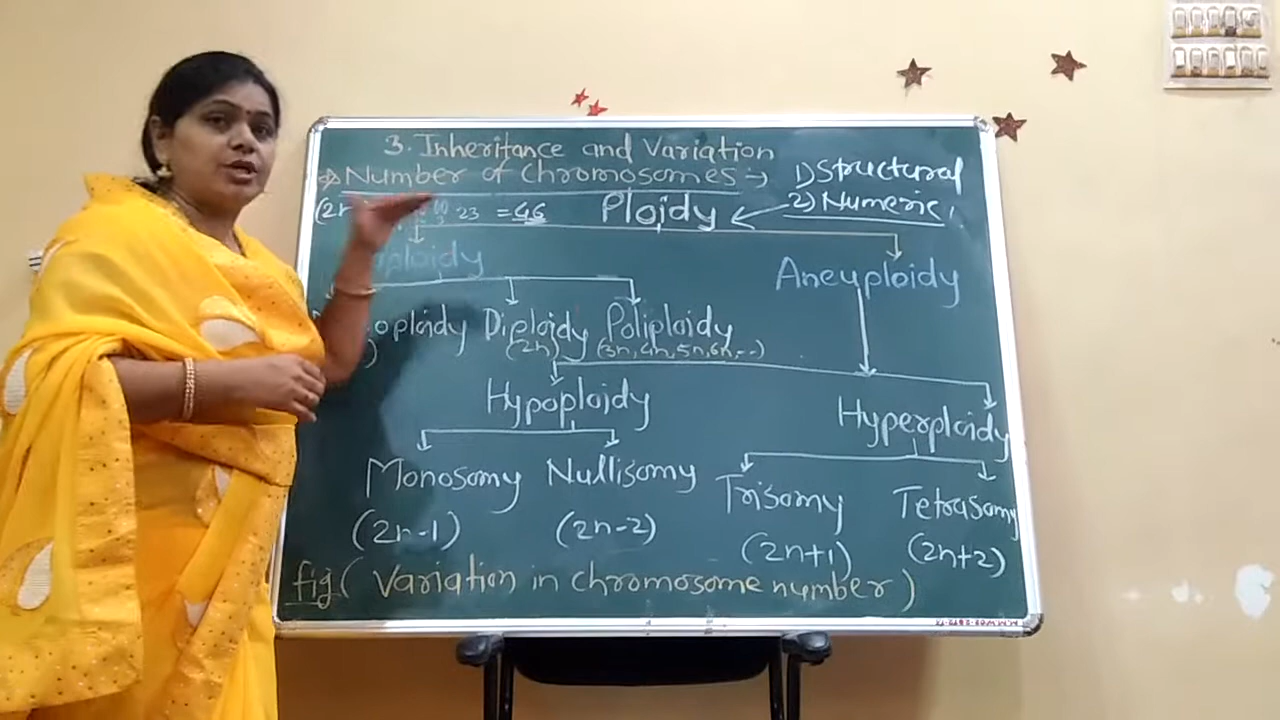 3. Inheritance and Variation
→ Number of Chromosomes :→
1) Structural
2) Numeric
23 = 46
Ploidy
Aneuploidy
Diploidy
Poliploidy
(2n)
(3n, 4n, 5n, 6n, --)
Hypoploidy
Hyperploidy
Monosomy
Nullisomy
Trisomy
Tetrasomy
(2n-1)
(2n-2)
(2n+1)
(2n+2)
fig ( Variation in chromosome number )